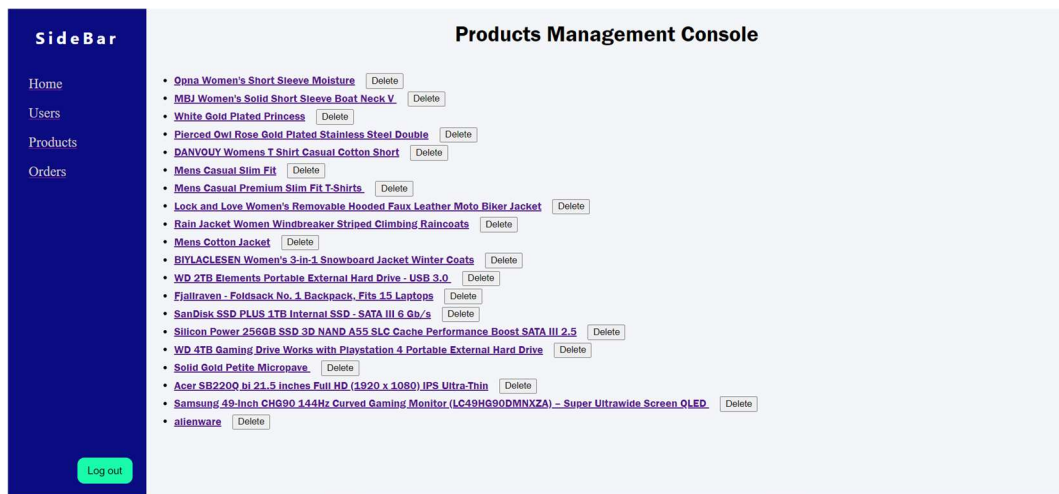 SideBar
Home
Users
Products
Orders
Log out
Products Management Console
Opna Women's Short Sleeve Moisture Delete
MBJ Women's Solid Short Sleeve Boat Neck V Delete
White Gold Plated Princess Delete
Pierced Owl Rose Gold Plated Stainless Steel Double Delete
DANVOUY Womens T Shirt Casual Cotton Short Delete
Mens Casual Slim Fit Delete
Mens Casual Premium Slim Fit T-Shirts Delete
Lock and Love Women's Removable Hooded Faux Leather Moto Biker Jacket Delete
Rain Jacket Women Windbreaker Striped Climbing Raincoats Delete
Mens Cotton Jacket Delete
BIYLACLESEN Women's 3-in-1 Snowboard Jacket Winter Coats Delete
WD 2TB Elements Portable External Hard Drive - USB 3.0 Delete
Fjallraven - Foldsack No. 1 Backpack, Fits 15 Laptops Delete
SanDisk SSD PLUS 1TB Internal SSD - SATA III 6 Gb/s Delete
Silicon Power 256GB SSD 3D NAND A55 SLC Cache Performance Boost SATA III 2.5 Delete
WD 4TB Gaming Drive Works with Playstation 4 Portable External Hard Drive Delete
Solid Gold Petite Micropave Delete
Acer SB220Q bi 21.5 inches Full HD (1920 x 1080) IPS Ultra-Thin Delete
Samsung 49-Inch CHG90 144Hz Curved Gaming Monitor (LC49HG90DMNXZA) – Super Ultrawide Screen QLED Delete
alienware Delete